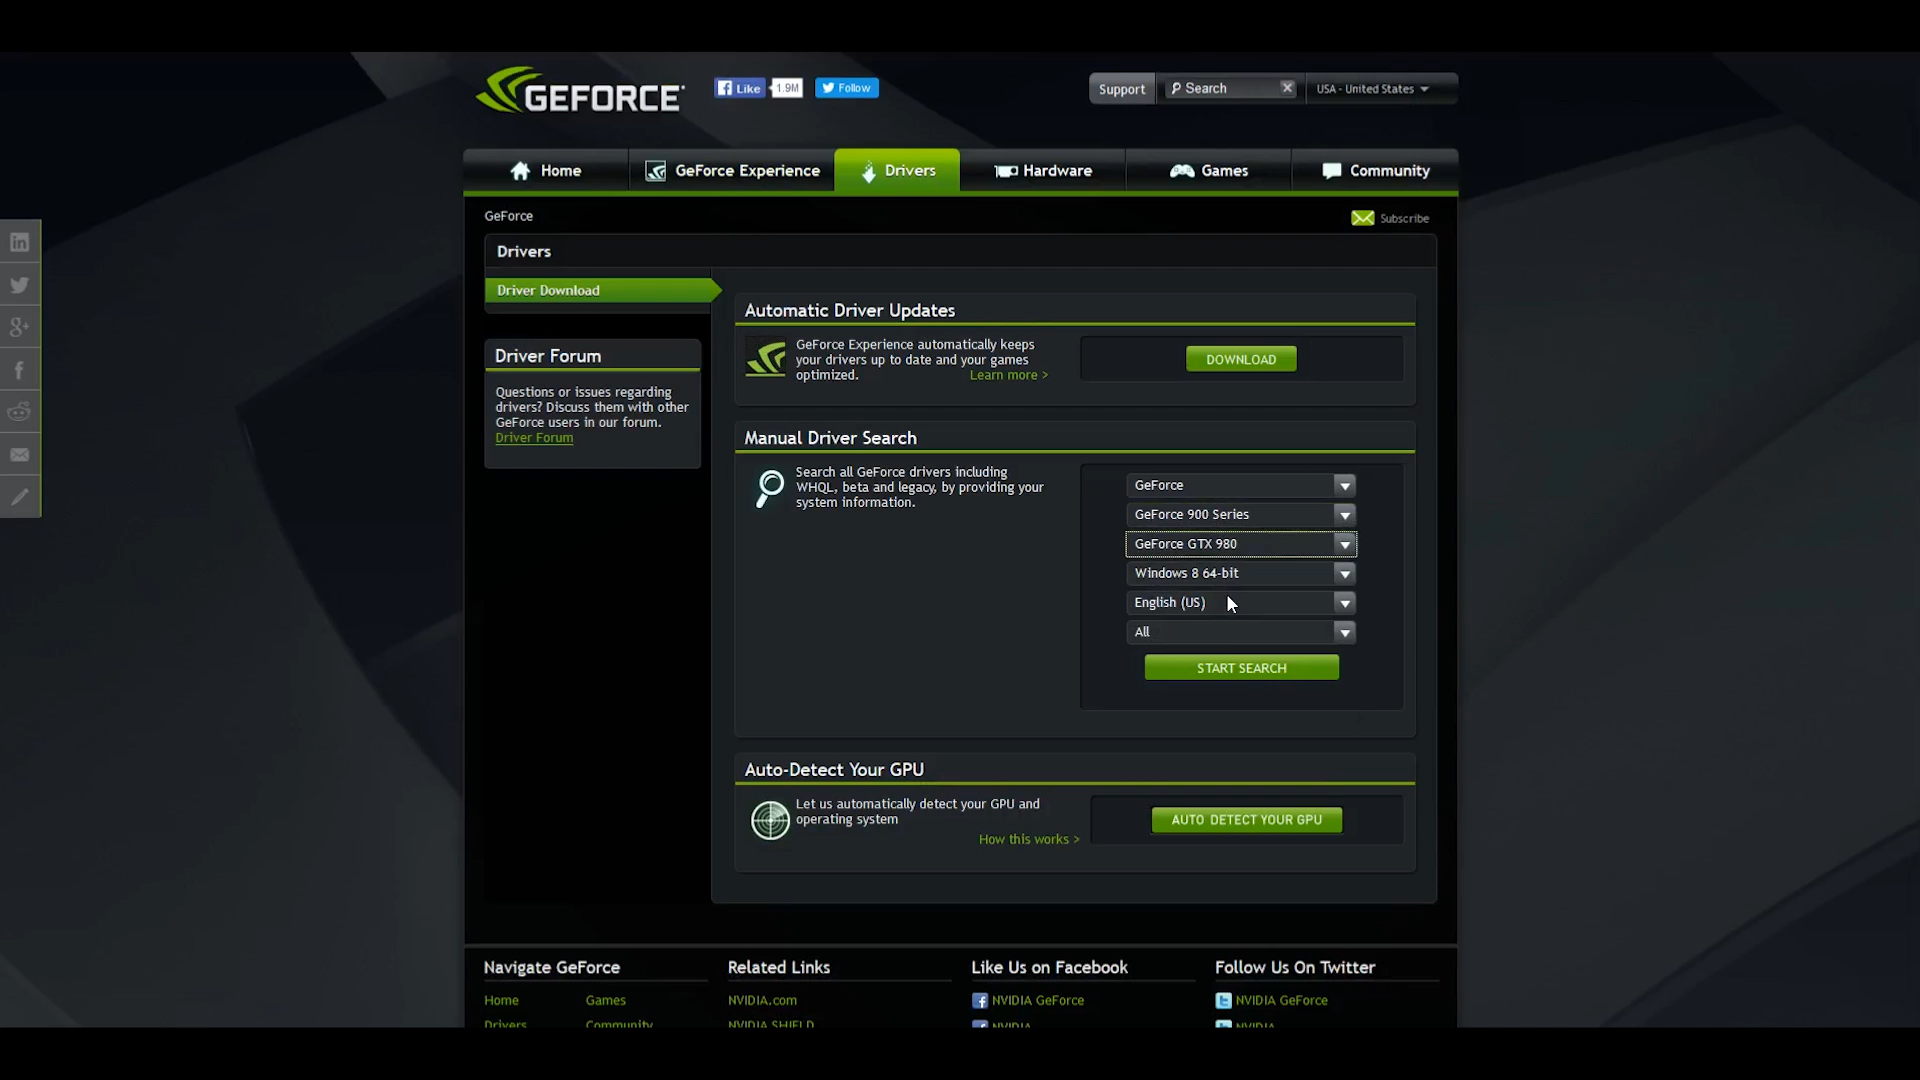 GEFORCE
Like
1.9M
Follow
Support
Search
USA - United States
Home
GeForce Experience
Drivers
Hardware
Games
Community
GeForce
Subscribe
Drivers
Driver Download
Driver Forum
Questions or issues regarding
drivers? Discuss them with other
GeForce users in our forum.
Driver Forum
Automatic Driver Updates
GeForce Experience automatically keeps
your drivers up to date and your games
optimized.
Learn more >
DOWNLOAD
Manual Driver Search
Search all GeForce drivers including
WHQL, beta and legacy, by providing your
system information.
GeForce
GeForce 900 Series
GeForce GTX 980
Windows 8 64-bit
English (US)
All
START SEARCH
Auto-Detect Your GPU
Let us automatically detect your GPU and
operating system
How this works >
AUTO DETECT YOUR GPU
Navigate GeForce
Related Links
Like Us on Facebook
Follow Us On Twitter
Home
Games
NVIDIA.com
NVIDIA GeForce
NVIDIA GeForce
Drivers
Community
NVIDIA SHIELD
NVIDIA
NVIDIA